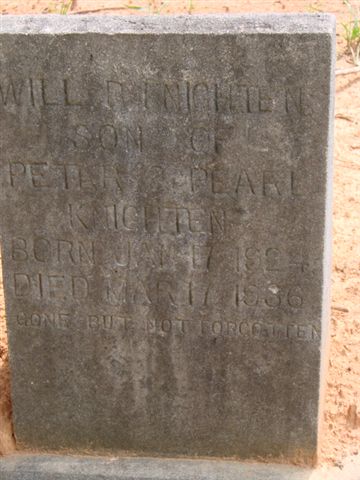 WILL D KNIGHTEN
SON OF
PETER & PEARL
KNIGHTEN
BORN JAN 17 1924
DIED MAR 17 1936
GONE BUT NOT FORGOTTEN